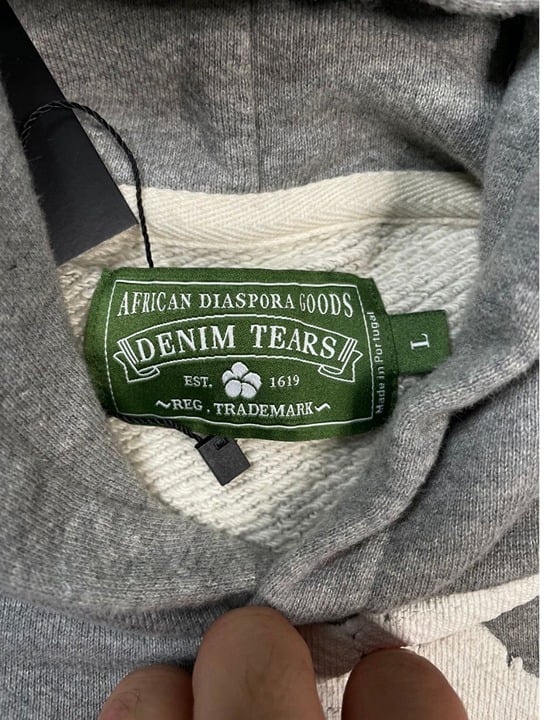 AFRICAN DIASPORA GOODS
DENIM TEARS
EST. 1619
~REG. TRADEMARK~
Made in Portugal
L